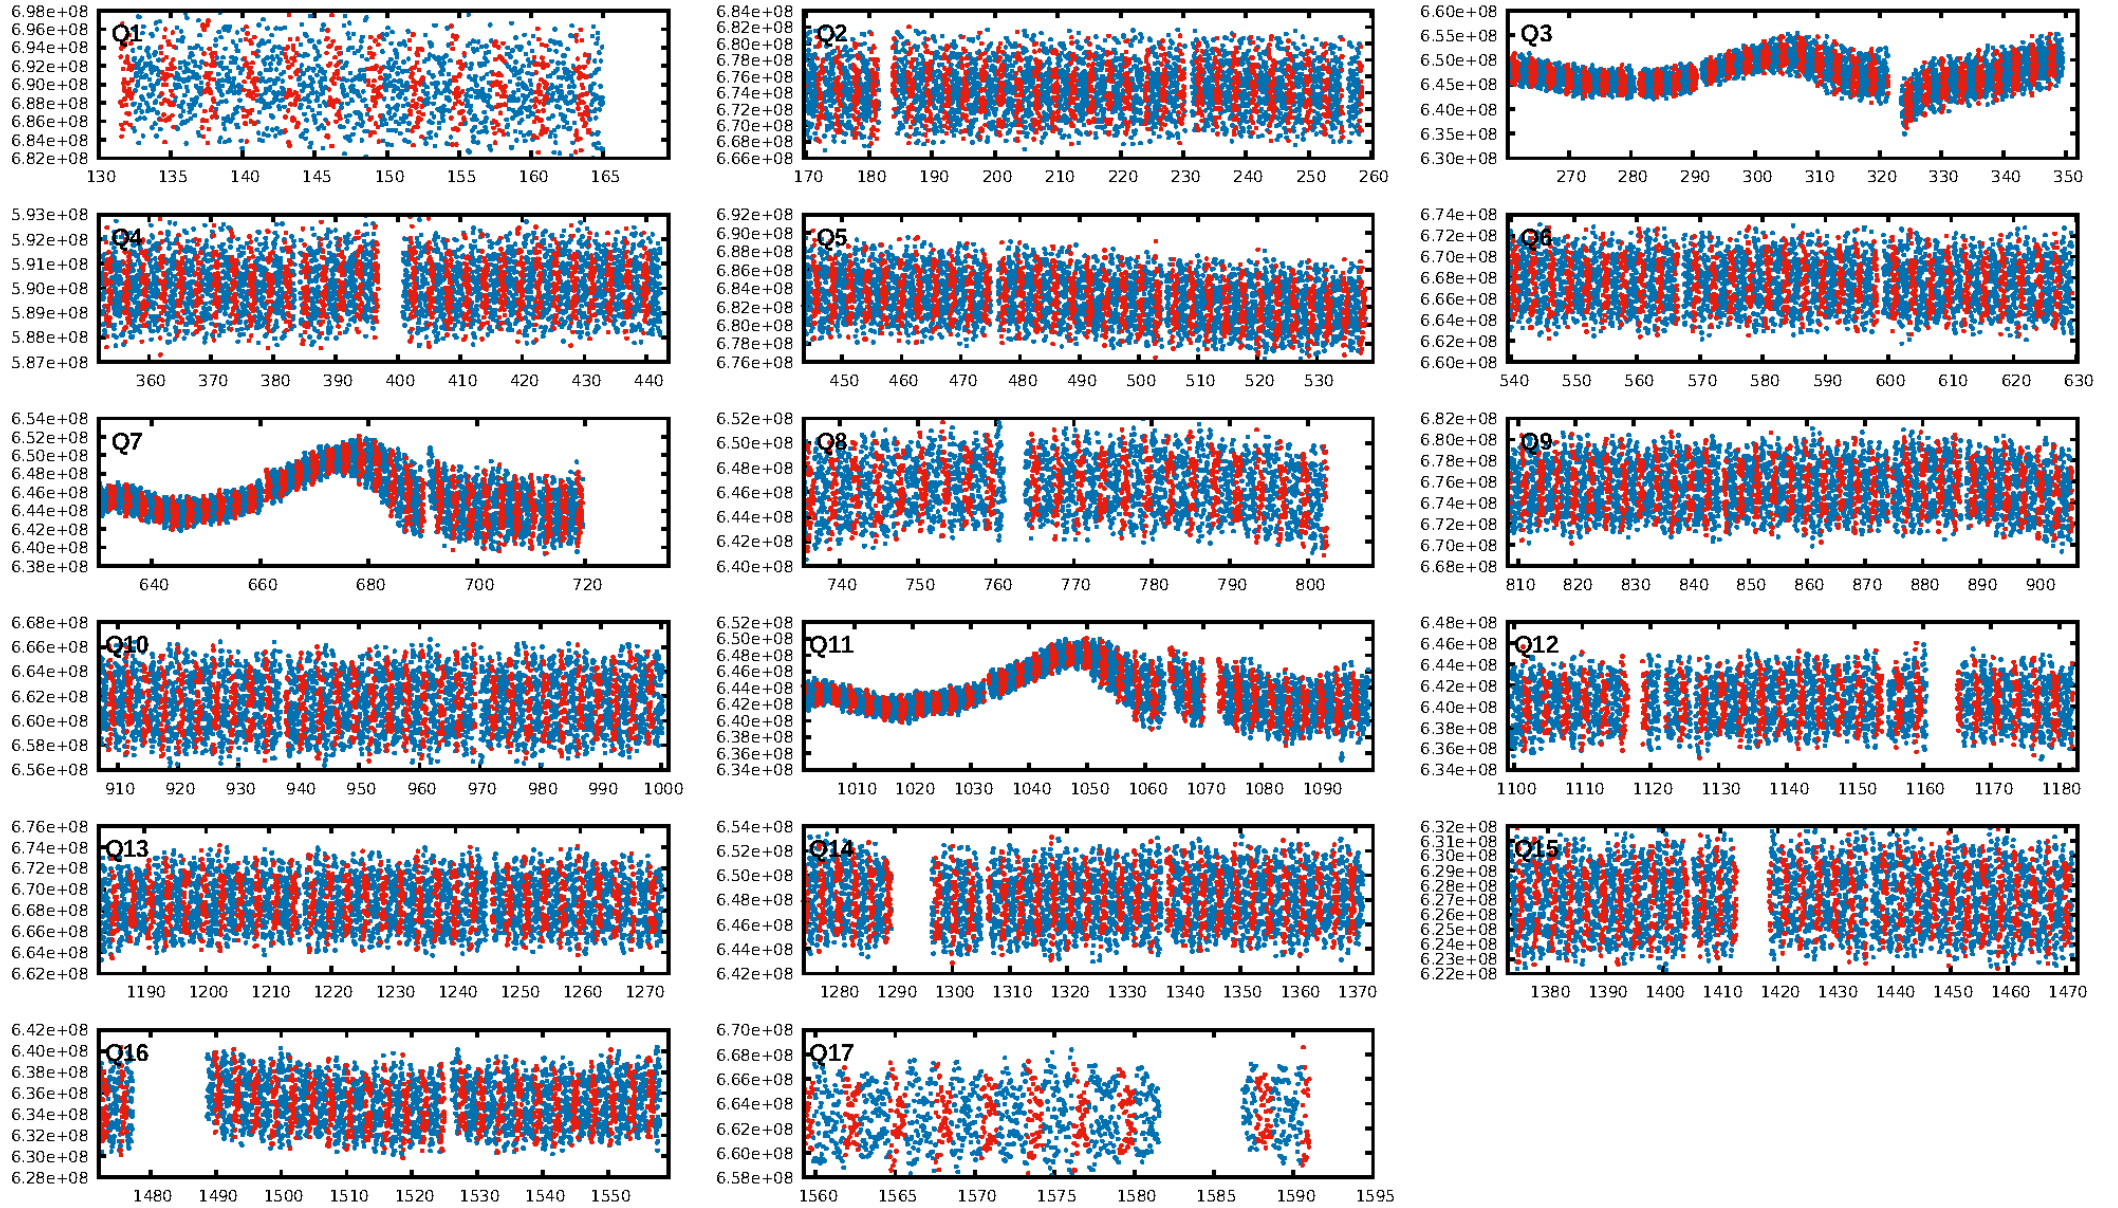 6.98e+08 6.96e+08 6.94e+08 6.92e+08 6.90e+08 6.88e+08 6.86e+08 6.84e+08 6.82e+08
Q1
130 135 140 145 150 155 160 165
6.84e+08 6.82e+08 6.80e+08 6.78e+08 6.76e+08 6.74e+08 6.72e+08 6.70e+08 6.68e+08 6.66e+08
Q2
170 180 190 200 210 220 230 240 250 260
6.60e+08 6.55e+08 6.50e+08 6.45e+08 6.40e+08 6.35e+08 6.30e+08
Q3
270 280 290 300 310 320 330 340 350
5.93e+08 5.92e+08 5.91e+08 5.90e+08 5.89e+08 5.88e+08 5.87e+08
Q4
360 370 380 390 400 410 420 430 440
6.92e+08 6.90e+08 6.88e+08 6.86e+08 6.84e+08 6.82e+08 6.80e+08 6.78e+08 6.76e+08
Q5
450 460 470 480 490 500 510 520 530
6.74e+08 6.72e+08 6.70e+08 6.68e+08 6.66e+08 6.64e+08 6.62e+08 6.60e+08
Q6
540 550 560 570 580 590 600 610 620 630
6.54e+08 6.52e+08 6.50e+08 6.48e+08 6.46e+08 6.44e+08 6.42e+08 6.40e+08 6.38e+08
Q7
640 660 680 700 720
6.52e+08 6.50e+08 6.48e+08 6.46e+08 6.44e+08 6.42e+08 6.40e+08
Q8
740 750 760 770 780 790 800
6.82e+08 6.80e+08 6.78e+08 6.76e+08 6.74e+08 6.72e+08 6.70e+08 6.68e+08
Q9
810 820 830 840 850 860 870 880 890 900
6.68e+08 6.66e+08 6.64e+08 6.62e+08 6.60e+08 6.58e+08 6.56e+08
Q10
910 920 930 940 950 960 970 980 990 1000
6.52e+08 6.50e+08 6.48e+08 6.46e+08 6.44e+08 6.42e+08 6.40e+08 6.38e+08 6.36e+08 6.34e+08
Q11
1010 1020 1030 1040 1050 1060 1070 1080 1090
6.48e+08 6.46e+08 6.44e+08 6.42e+08 6.40e+08 6.38e+08 6.36e+08 6.34e+08
Q12
1100 1110 1120 1130 1140 1150 1160 1170 1180
6.76e+08 6.74e+08 6.72e+08 6.70e+08 6.68e+08 6.66e+08 6.64e+08 6.62e+08
Q13
1190 1200 1210 1220 1230 1240 1250 1260 1270
6.54e+08 6.52e+08 6.50e+08 6.48e+08 6.46e+08 6.44e+08 6.42e+08
Q14
1280 1290 1300 1310 1320 1330 1340 1350 1360 1370
6.32e+08 6.31e+08 6.30e+08 6.29e+08 6.28e+08 6.27e+08 6.26e+08 6.25e+08 6.24e+08 6.23e+08 6.22e+08
Q15
1380 1390 1400 1410 1420 1430 1440 1450 1460 1470
6.42e+08 6.40e+08 6.38e+08 6.36e+08 6.34e+08 6.32e+08 6.30e+08 6.28e+08
Q16
1480 1490 1500 1510 1520 1530 1540 1550
6.70e+08 6.68e+08 6.66e+08 6.64e+08 6.62e+08 6.60e+08 6.58e+08
Q17
1560 1565 1570 1575 1580 1585 1590 1595